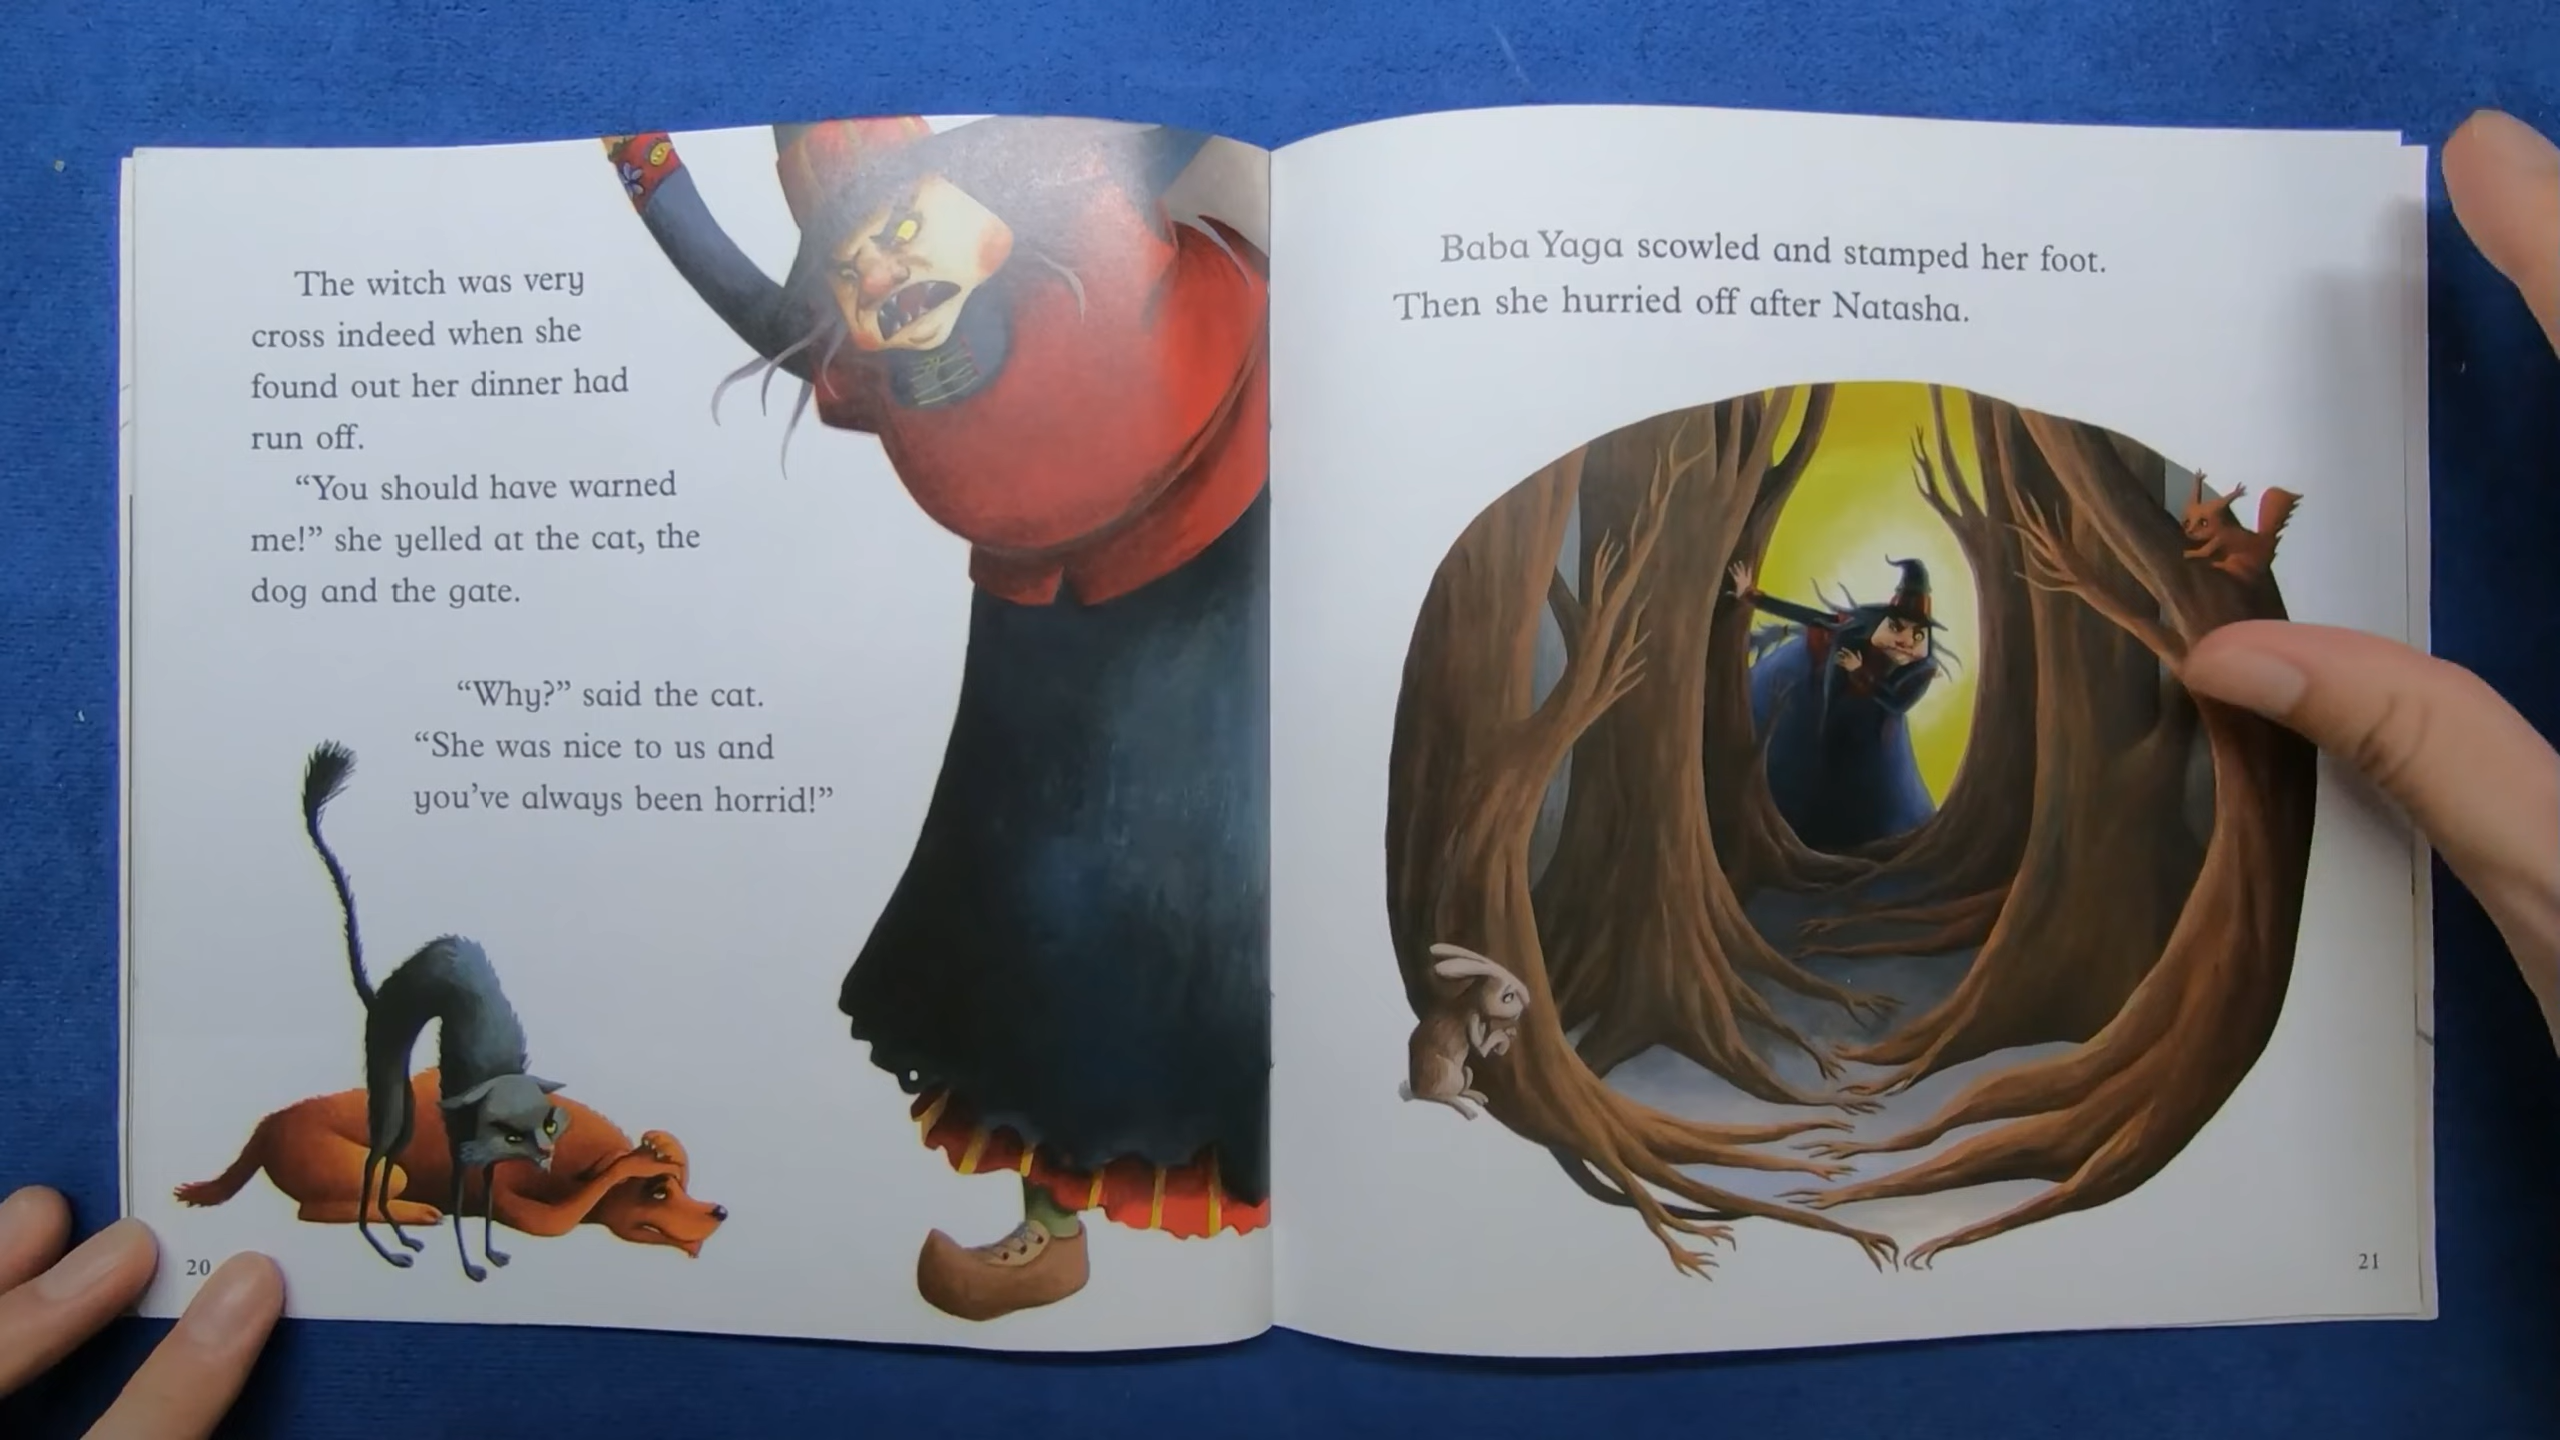 The witch was very
cross indeed when she
found out her dinner had
run off.
“You should have warned
me!” she yelled at the cat, the
dog and the gate.
“Why?” said the cat.
“She was nice to us and
you’ve always been horrid!”
20
Baba Yaga scowled and stamped her foot.
Then she hurried off after Natasha.
21